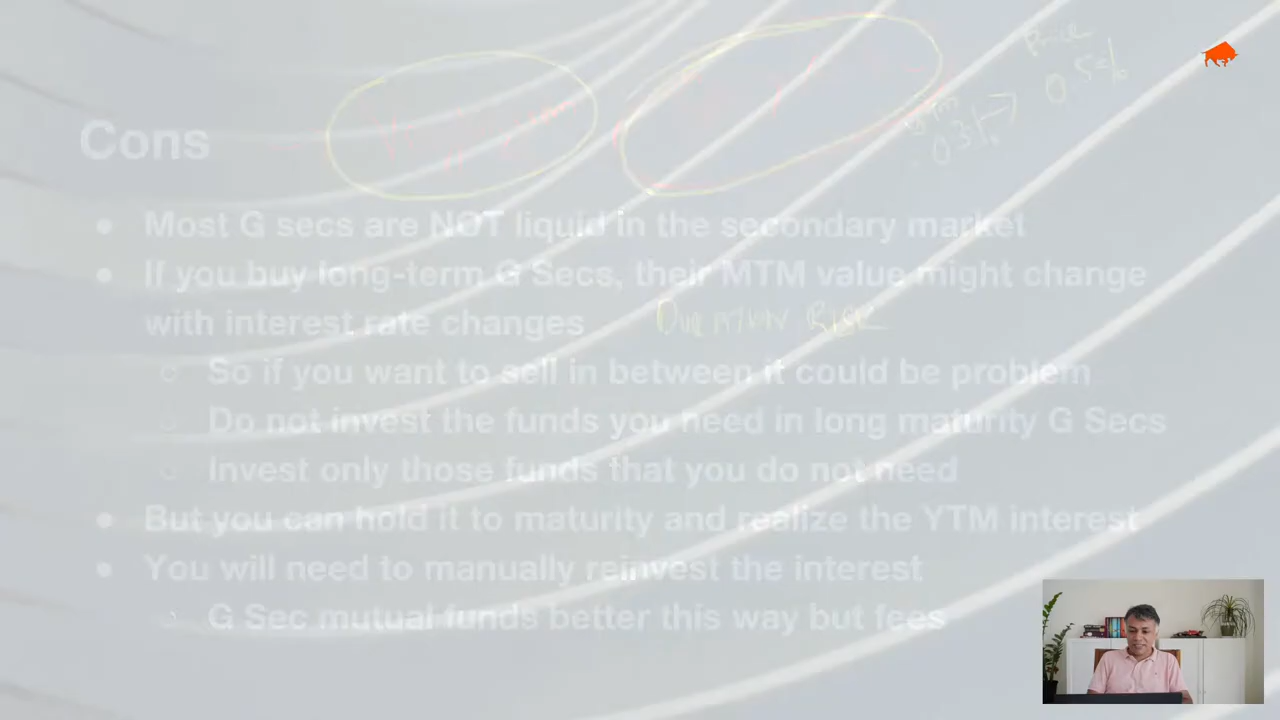 Price
0.5%
Cons
Most G secs are NOT liquid in the secondary market
If you buy long-term G Secs, their MTM value might change
with interest rate changes
So if you want to sell in between it could be problem
Do not invest the funds you need in long maturity G Secs
Invest only those funds that you do not need
But you can hold it to maturity and realize the YTM interest
You will need to manually reinvest the interest
G Sec mutual funds better this way but fees